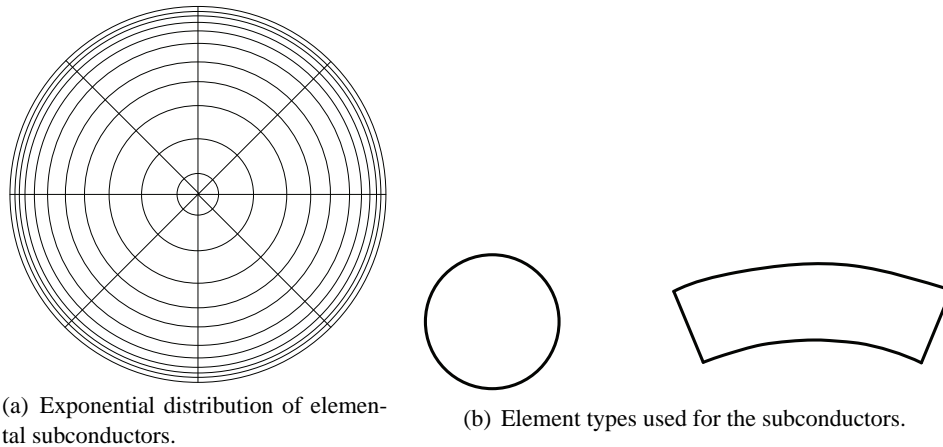 (a) Exponential distribution of elemen-
tal subconductors.
(b) Element types used for the subconductors.